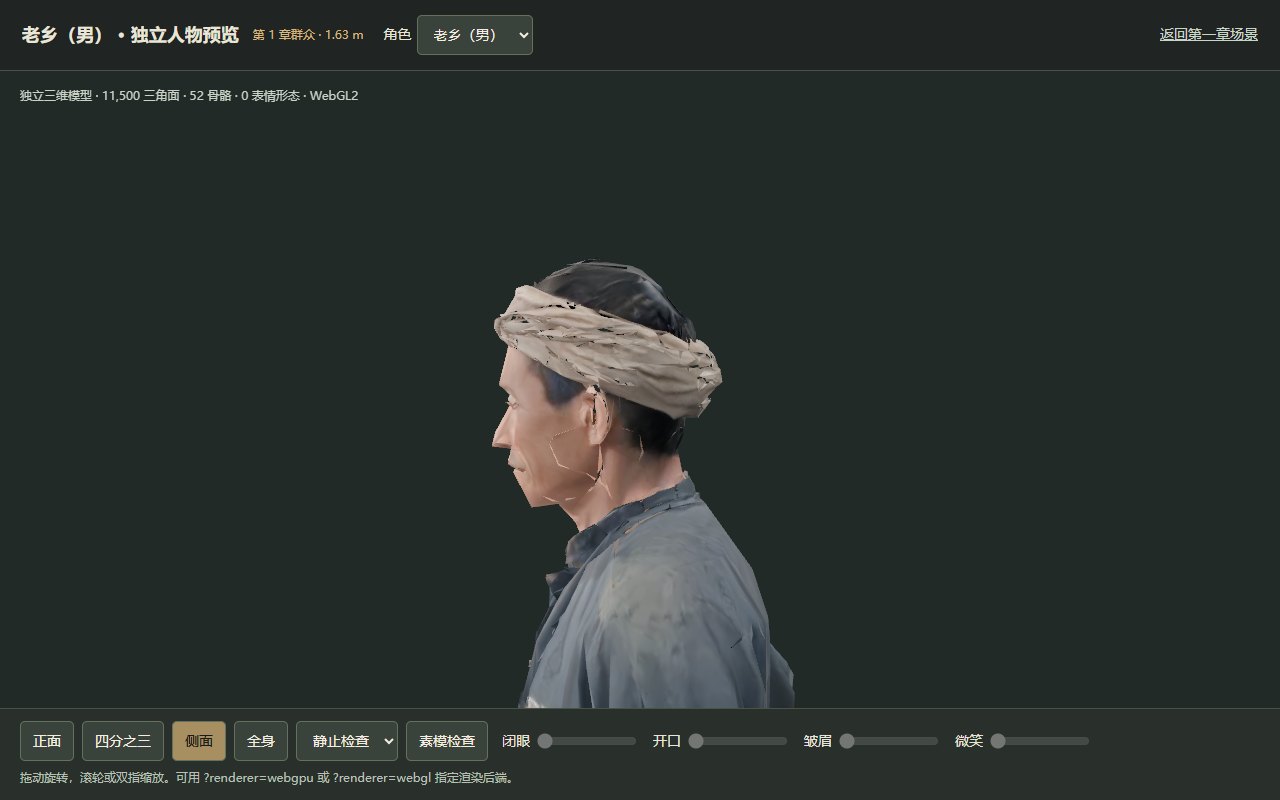 老乡（男）• 独立人物预览 第 1 章群众 · 1.63 m 角色 老乡（男） 返回第一章场景
独立三维模型 · 11,500 三角面 · 52 骨骼 · 0 表情形态 · WebGL2
正面 四分之三 侧面 全身 静止检查 素模检查 闭眼 开口 皱眉 微笑
拖动旋转，滚轮或双指缩放。可用 ?renderer=webgpu 或 ?renderer=webgl 指定渲染后端。